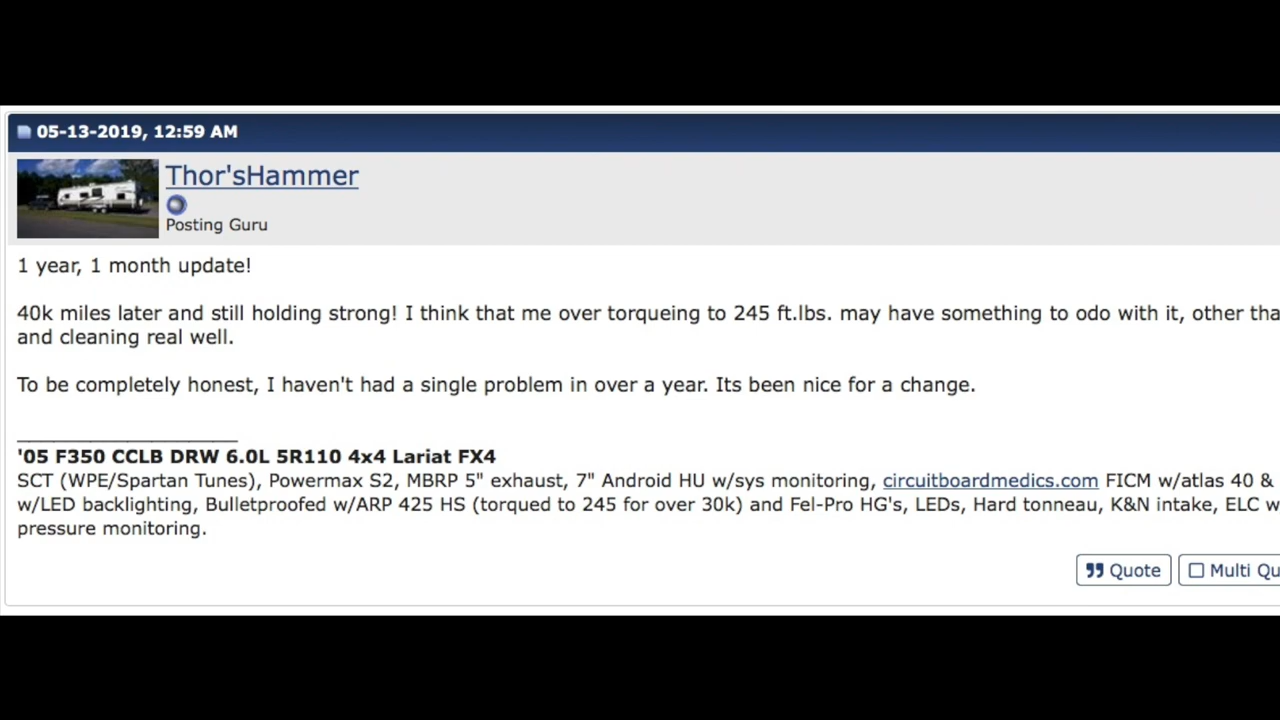 05-13-2019, 12:59 AM
Thor'sHammer
Posting Guru
1 year, 1 month update!
40k miles later and still holding strong! I think that me over torqueing to 245 ft.lbs. may have something to odo with it, other tha
and cleaning real well.
To be completely honest, I haven't had a single problem in over a year. Its been nice for a change.
'05 F350 CCLB DRW 6.0L 5R110 4x4 Lariat FX4
SCT (WPE/Spartan Tunes), Powermax S2, MBRP 5" exhaust, 7" Android HU w/sys monitoring, circuitboardmedics.com FICM w/atlas 40 &
w/LED backlighting, Bulletproofed w/ARP 425 HS (torqued to 245 for over 30k) and Fel-Pro HG's, LEDs, Hard tonneau, K&N intake, ELC w
pressure monitoring.
Quote Multi Qu